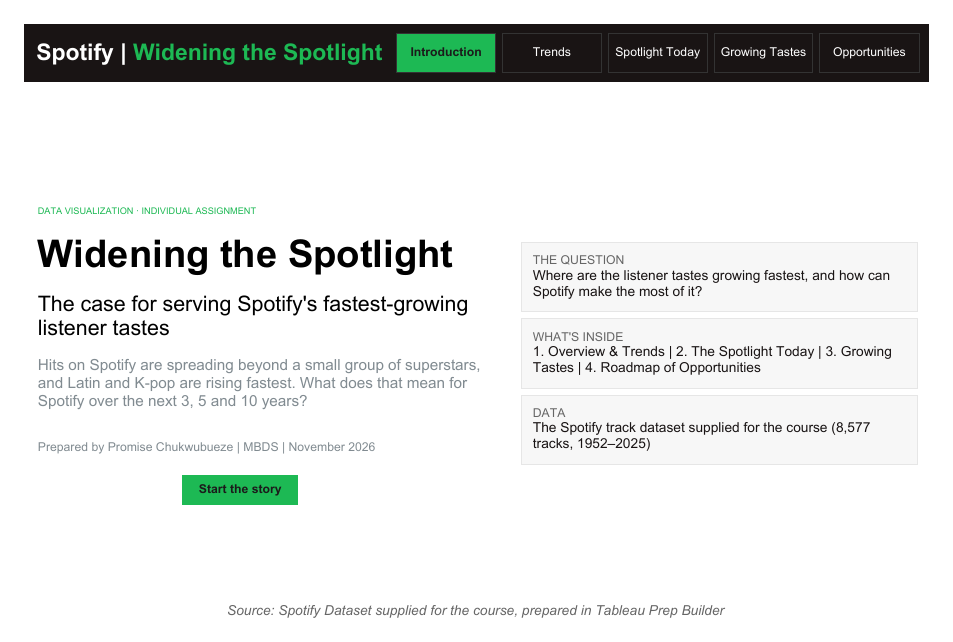 Spotify | Widening the Spotlight
Introduction
Trends
Spotlight Today
Growing Tastes
Opportunities
DATA VISUALIZATION · INDIVIDUAL ASSIGNMENT
Widening the Spotlight
The case for serving Spotify's fastest-growing
listener tastes
Hits on Spotify are spreading beyond a small group of superstars,
and Latin and K-pop are rising fastest. What does that mean for
Spotify over the next 3, 5 and 10 years?
Prepared by Promise Chukwubueze | MBDS | November 2026
Start the story
THE QUESTION
Where are the listener tastes growing fastest, and how can
Spotify make the most of it?
WHAT'S INSIDE
1. Overview & Trends | 2. The Spotlight Today | 3. Growing
Tastes | 4. Roadmap of Opportunities
DATA
The Spotify track dataset supplied for the course (8,577
tracks, 1952–2025)
Source: Spotify Dataset supplied for the course, prepared in Tableau Prep Builder